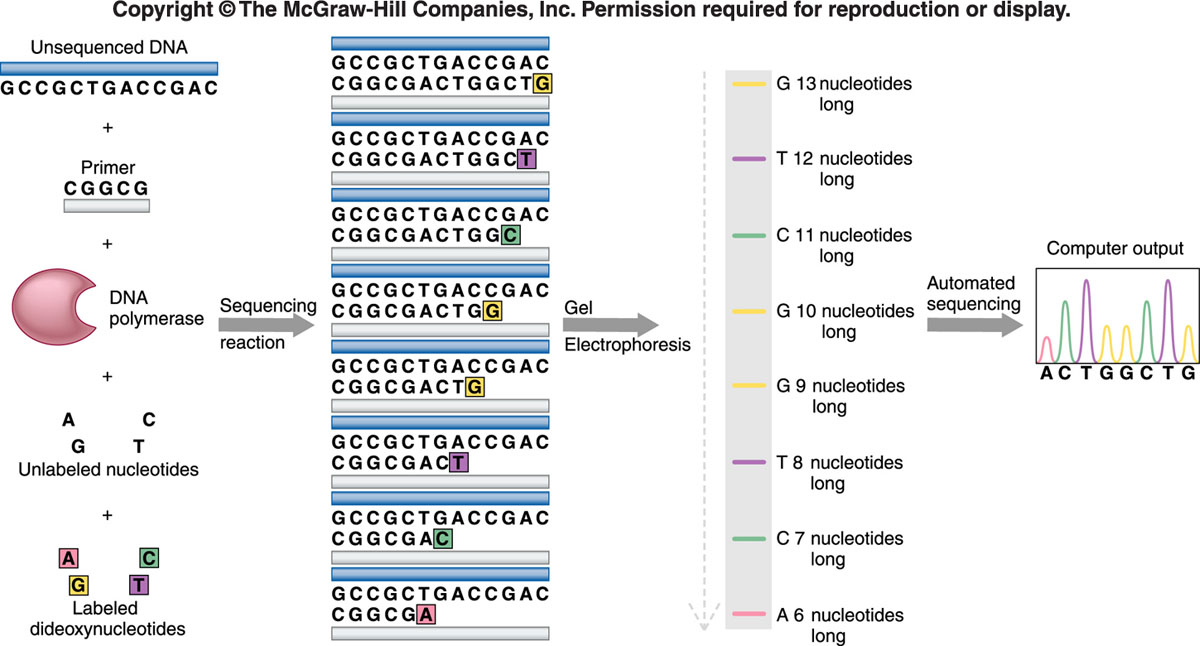 Copyright © The McGraw-Hill Companies, Inc. Permission required for reproduction or display.
Unsequenced DNA
GCCGCTGACCGAC
+
Primer
CGGCG
+
DNA
polymerase
+
A C
G T
Unlabeled nucleotides
+
A C
G T
Labeled
dideoxynucleotides
Sequencing
reaction
GCCGCTGACCGAC
CGGCGACTGGCTG
GCCGCTGACCGAC
CGGCGACTGGCT
GCCGCTGACCGAC
CGGCGACTGGC
GCCGCTGACCGAC
CGGCGACTGG
GCCGCTGACCGAC
CGGCGACTG
GCCGCTGACCGAC
CGGCGACT
GCCGCTGACCGAC
CGGCGAC
GCCGCTGACCGAC
CGGCGA
Gel
Electrophoresis
G 13 nucleotides
long
T 12 nucleotides
long
C 11 nucleotides
long
G 10 nucleotides
long
G 9 nucleotides
long
T 8 nucleotides
long
C 7 nucleotides
long
A 6 nucleotides
long
Automated
sequencing
Computer output
A C T G G C T G